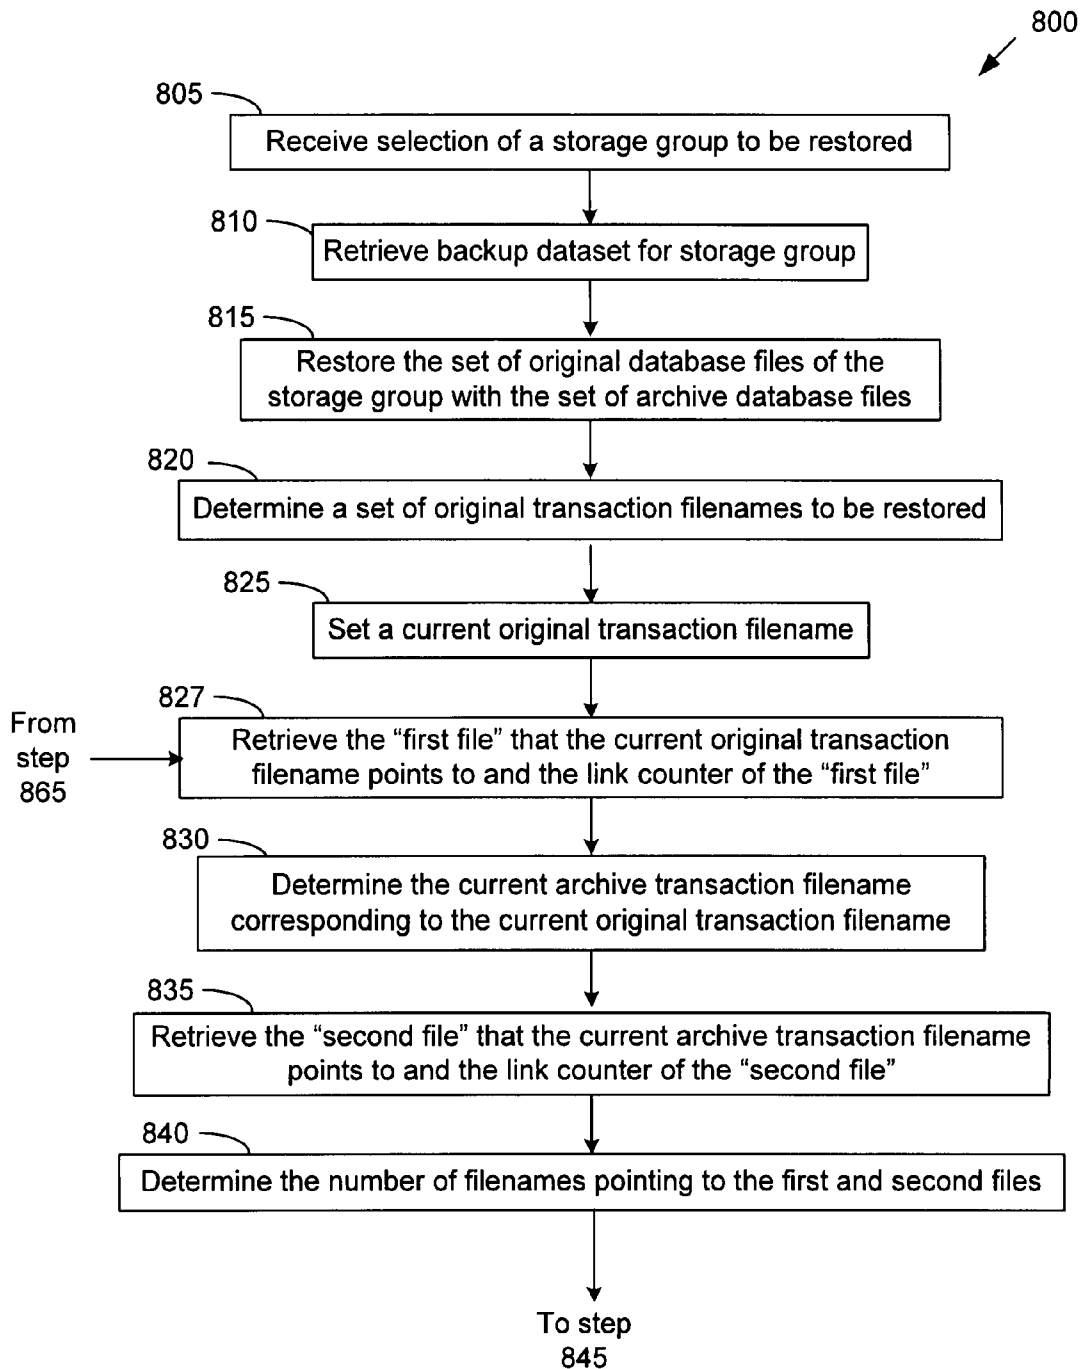 800
805
Receive selection of a storage group to be restored
810
Retrieve backup dataset for storage group
815
Restore the set of original database files of the
storage group with the set of archive database files
820
Determine a set of original transaction filenames to be restored
825
Set a current original transaction filename
827
From
step
865
Retrieve the “first file” that the current original transaction
filename points to and the link counter of the “first file”
830
Determine the current archive transaction filename
corresponding to the current original transaction filename
835
Retrieve the “second file” that the current archive transaction filename
points to and the link counter of the “second file”
840
Determine the number of filenames pointing to the first and second files
To step
845